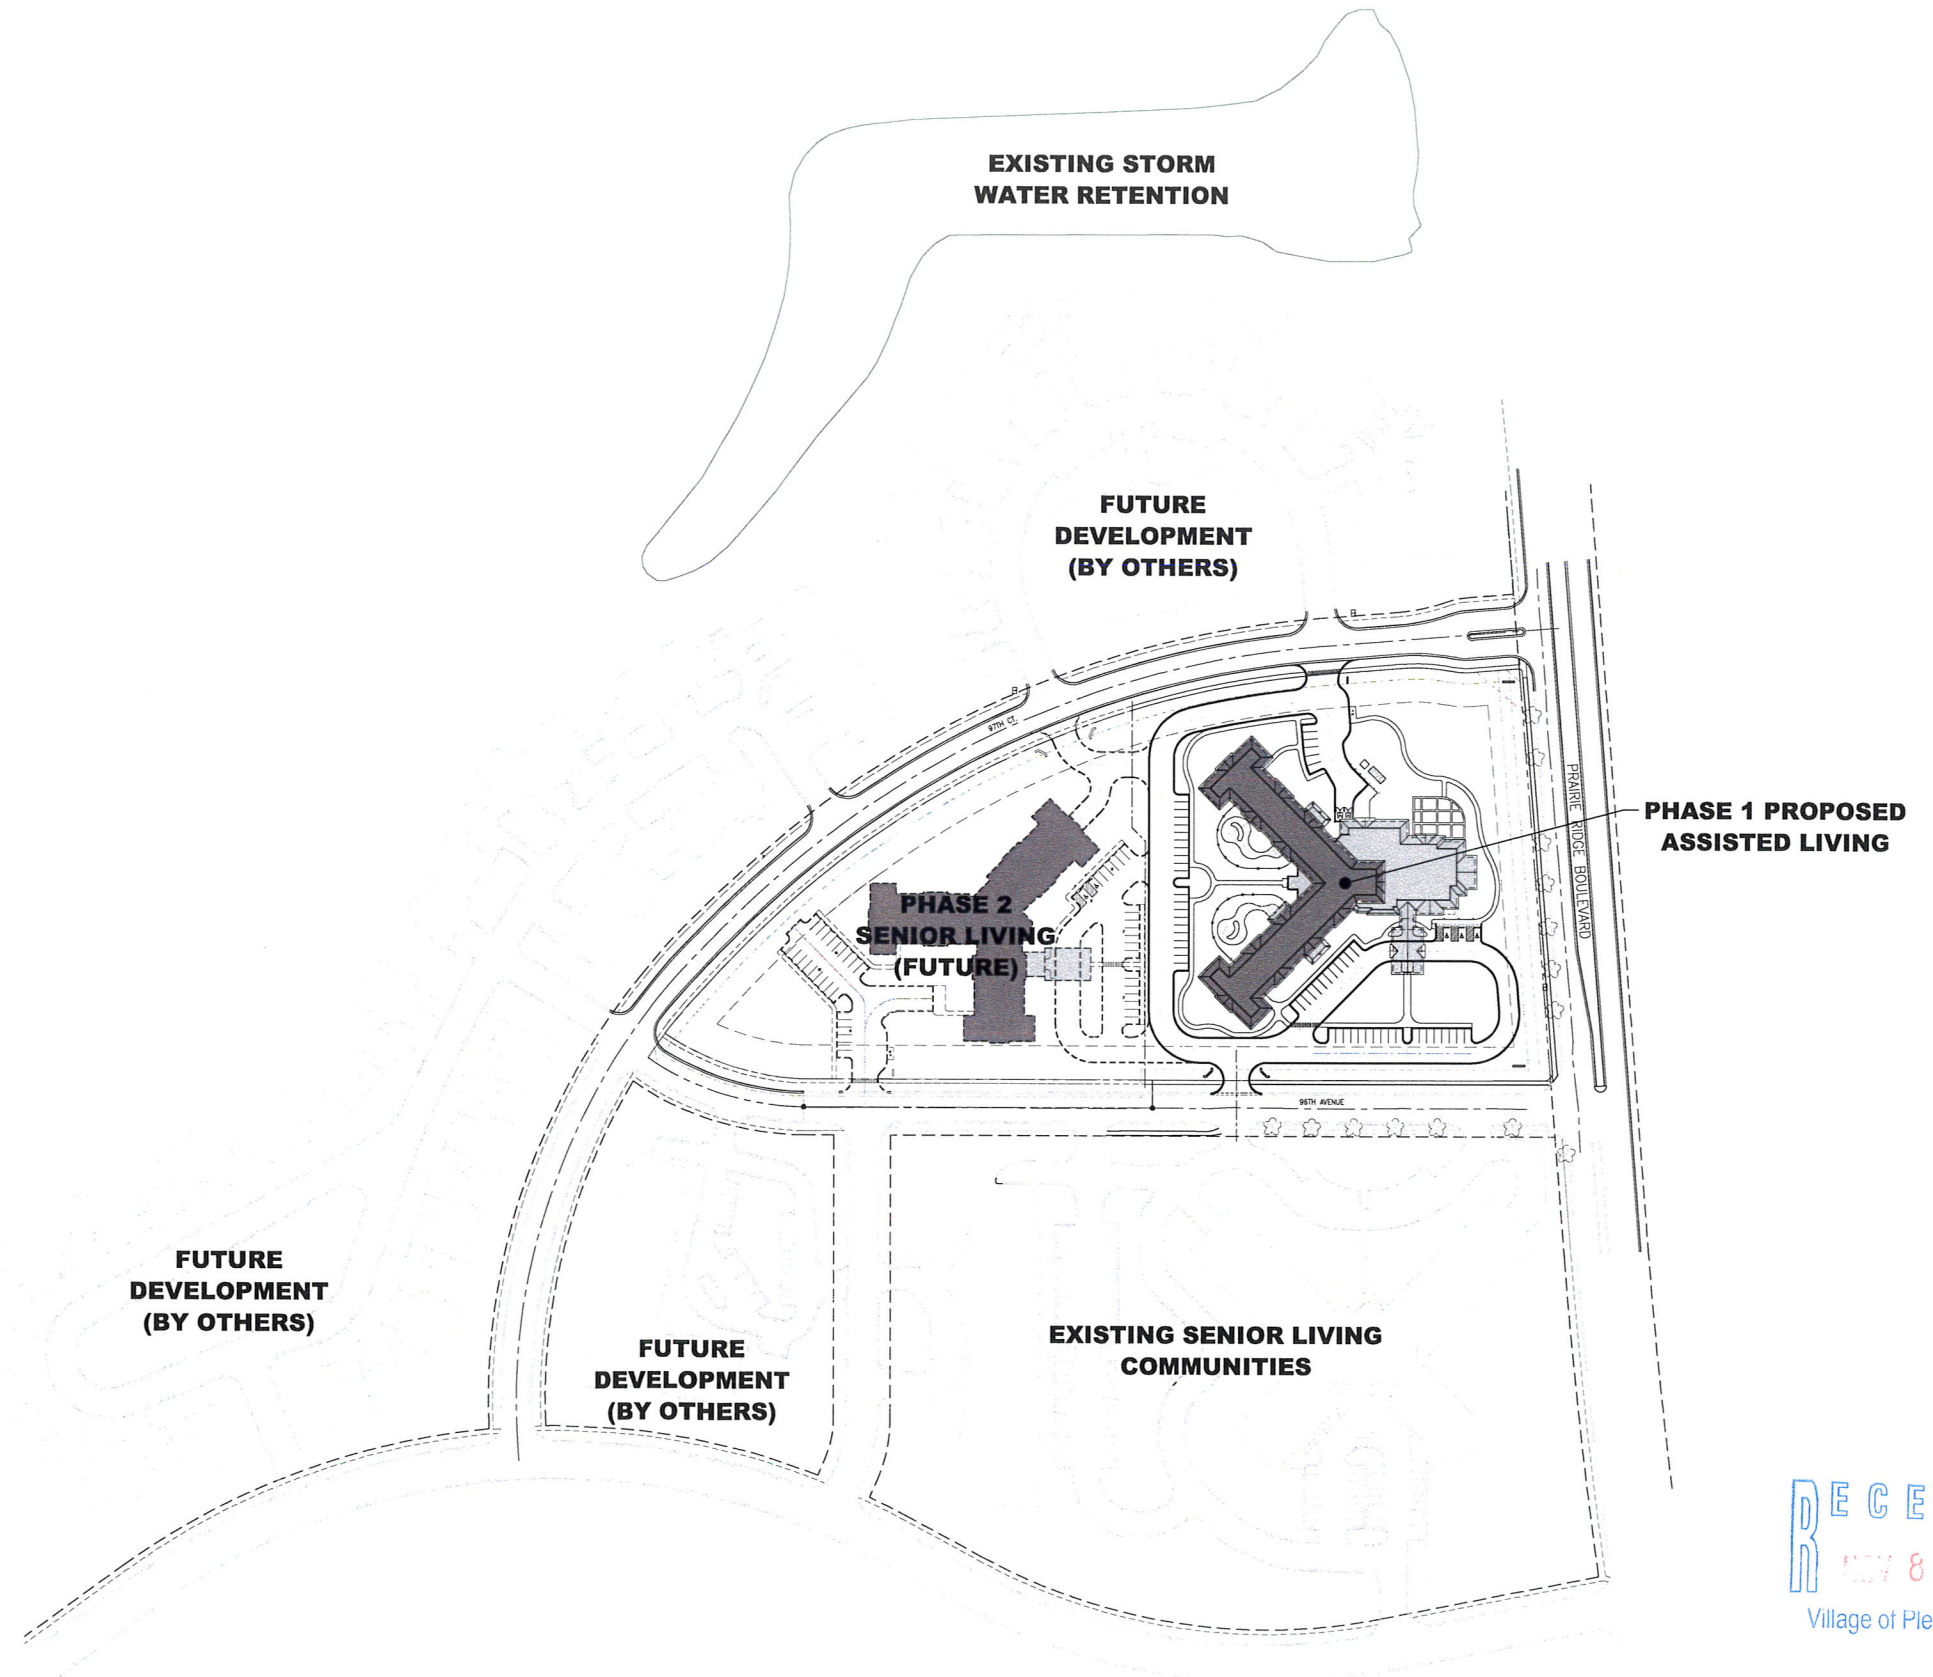 EXISTING STORM
WATER RETENTION
FUTURE
DEVELOPMENT
(BY OTHERS)
97TH CT.
PRAIRIE RIDGE BOULEVARD
PHASE 1 PROPOSED
ASSISTED LIVING
PHASE 2
SENIOR LIVING
(FUTURE)
96TH AVENUE
FUTURE
DEVELOPMENT
(BY OTHERS)
FUTURE
DEVELOPMENT
(BY OTHERS)
EXISTING SENIOR LIVING
COMMUNITIES
RECE
NOV 8
Village of Ple